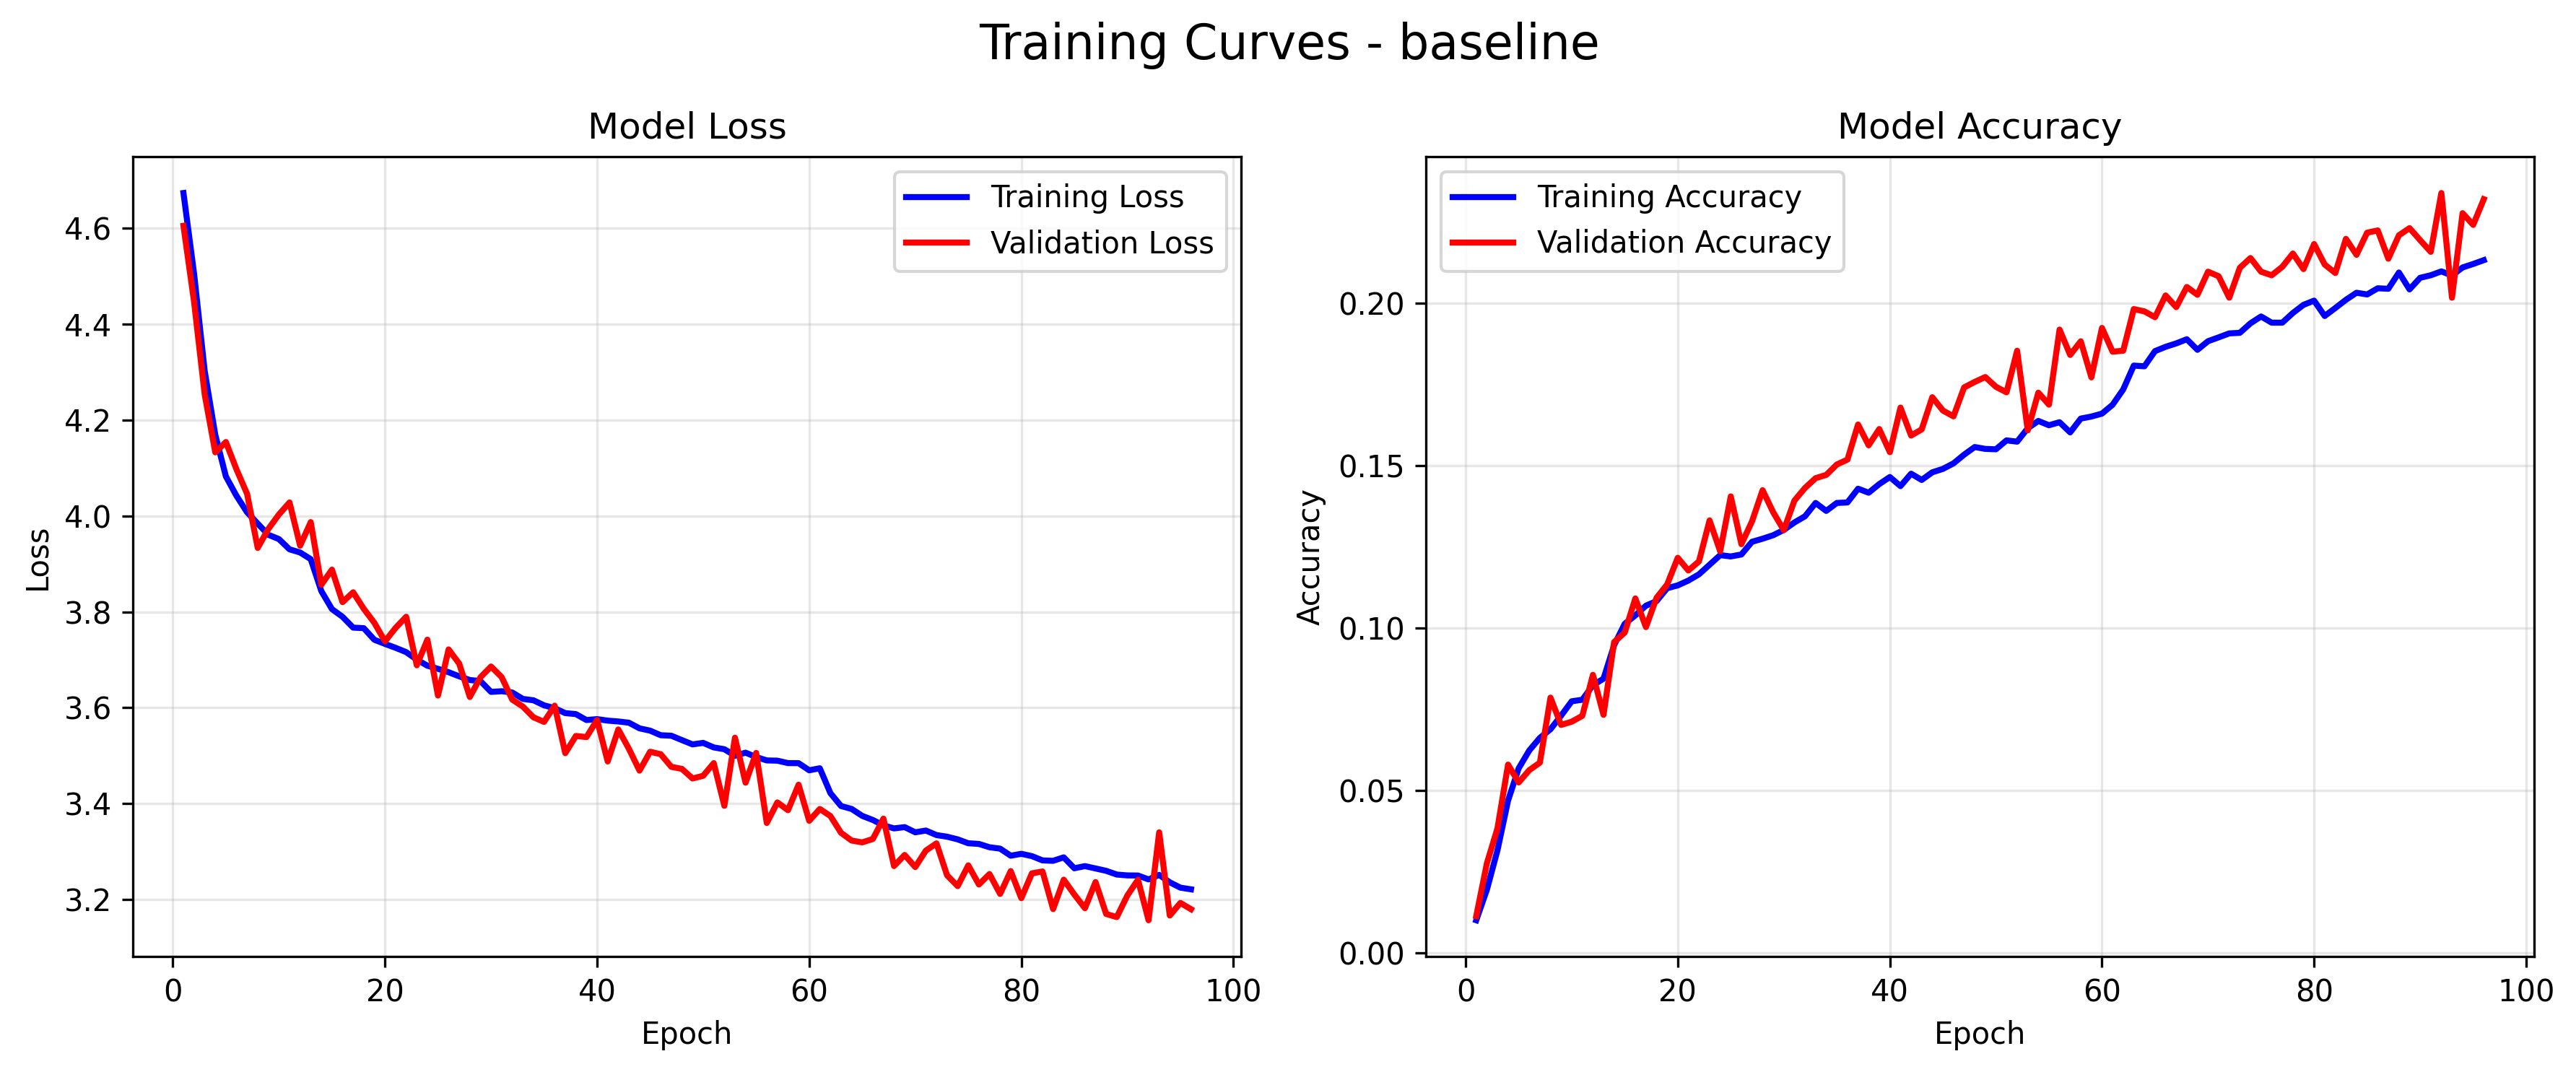 Training Curves - baseline
Model Loss
Training Loss
Validation Loss
4.6
4.4
4.2
4.0
3.8
3.6
3.4
3.2
Loss
0 20 40 60 80 100
Epoch
Model Accuracy
Training Accuracy
Validation Accuracy
0.20
0.15
0.10
0.05
0.00
Accuracy
0 20 40 60 80 100
Epoch